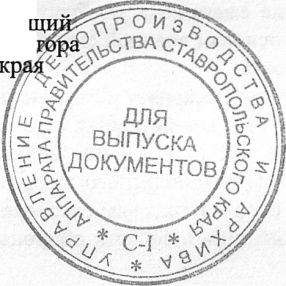 щий
гора
края
УПРАВЛЕНИЕ ДЕЛОПРОИЗВОДСТВА И АРХИВА
АППАРАТА ПРАВИТЕЛЬСТВА СТАВРОПОЛЬСКОГО КРАЯ
ДЛЯ
ВЫПУСКА
ДОКУМЕНТОВ
* С-I *
*